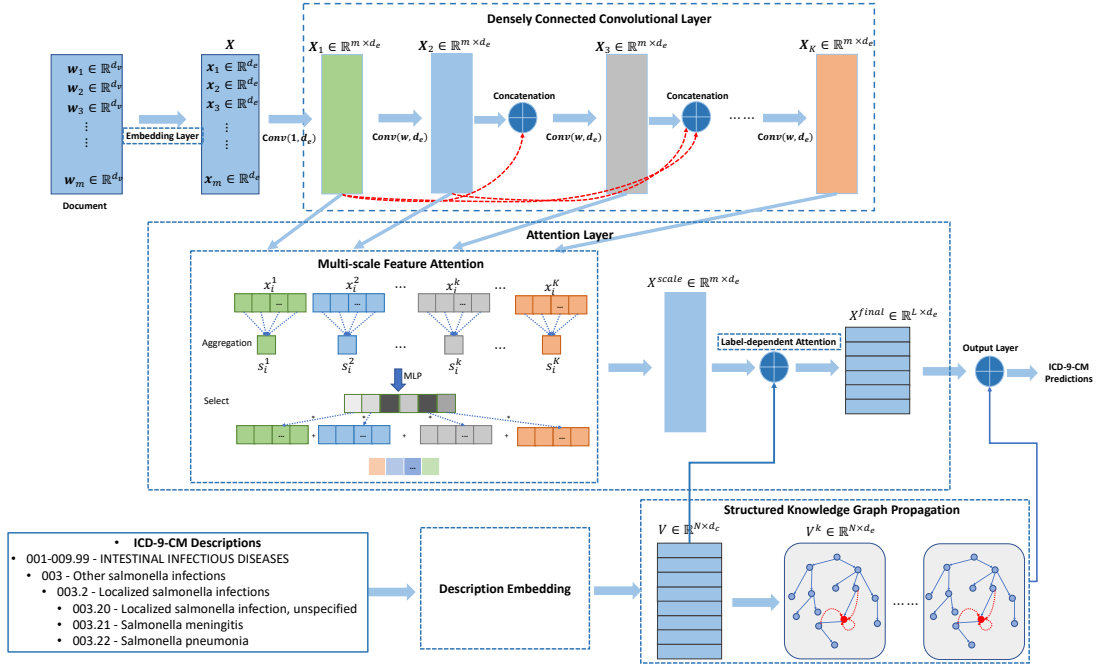 Densely Connected Convolutional Layer
X
X₁ ∈ ℝ^{m×d_e}
X₂ ∈ ℝ^{m×d_e}
X₃ ∈ ℝ^{m×d_e}
X_K ∈ ℝ^{m×d_e}
w₁ ∈ ℝ^{d_v}
w₂ ∈ ℝ^{d_v}
w₃ ∈ ℝ^{d_v}
⋮
⋮
w_m ∈ ℝ^{d_v}
Document
Embedding Layer
x₁ ∈ ℝ^{d_e}
x₂ ∈ ℝ^{d_e}
x₃ ∈ ℝ^{d_e}
⋮
⋮
x_m ∈ ℝ^{d_e}
Conv(1, d_e)
Conv(w, d_e)
Concatenation
Conv(w, d_e)
Concatenation
... ...
Conv(w, d_e)
Attention Layer
Multi-scale Feature Attention
x_i^1 x_i^2 ... x_i^k ... x_i^K
... ... ... ...
Aggregation
... ...
s_i^1 s_i^2 ... s_i^k ... s_i^K
MLP
Select
* * * *
... + ... + ... + ...
...
X^{scale} ∈ ℝ^{m×d_e}
Label-dependent Attention
X^{final} ∈ ℝ^{L×d_e}
Output Layer
ICD-9-CM
Predictions
• ICD-9-CM Descriptions
• 001-009.99 - INTESTINAL INFECTIOUS DISEASES
• 003 - Other salmonella infections
• 003.2 - Localized salmonella infections
• 003.20 - Localized salmonella infection, unspecified
• 003.21 - Salmonella meningitis
• 003.22 - Salmonella pneumonia
Description Embedding
Structured Knowledge Graph Propagation
V ∈ ℝ^{N×d_c}
V^k ∈ ℝ^{N×d_e}
... ...